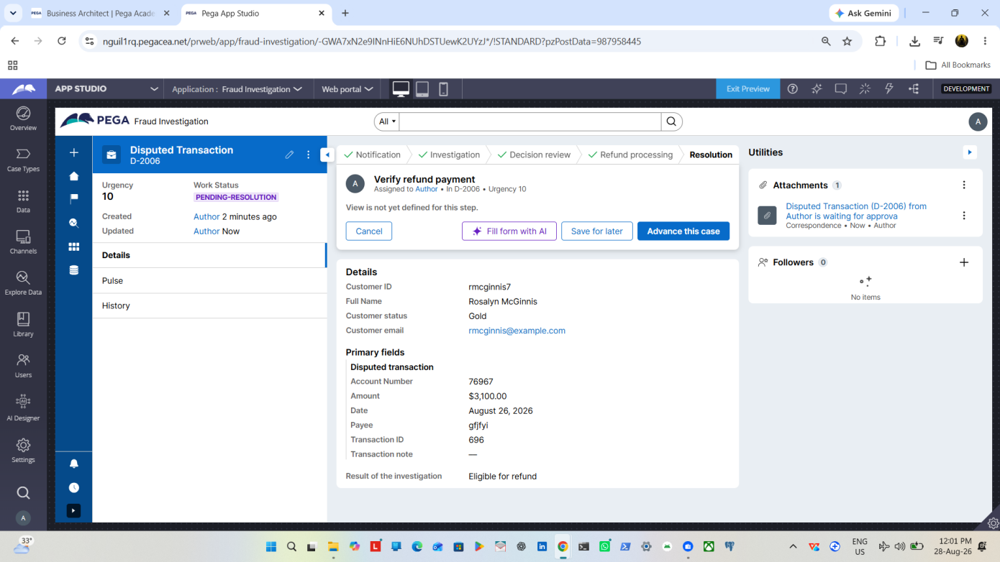 PEGA Business Architect | Pega Acade
PEGA Pega App Studio
Ask Gemini
nguil1rq.pegacea.net/prweb/app/fraud-investigation/-GWA7xN2e9INnHiE6NUhDSTUewK2UYzJ*/!STANDARD?pzPostData=987958445
All Bookmarks
APP STUDIO
Application : Fraud Investigation
Web portal
Exit Preview
DEVELOPMENT
Overview
Case Types
Data
Channels
Explore Data
Library
Users
AI Designer
Settings
A
PEGA Fraud Investigation
All
A
Disputed Transaction
D-2006
Urgency
10
Work Status
PENDING-RESOLUTION
Created
Author 2 minutes ago
Updated
Author Now
Details
Pulse
History
Notification
Investigation
Decision review
Refund processing
Resolution
A
Verify refund payment
Assigned to Author • In D-2006 • Urgency 10
View is not yet defined for this step.
Cancel
Fill form with AI
Save for later
Advance this case
Details
Customer ID rmcginnis7
Full Name Rosalyn McGinnis
Customer status Gold
Customer email rmcginnis@example.com
Primary fields
Disputed transaction
Account Number 76967
Amount $3,100.00
Date August 26, 2026
Payee gfjfyi
Transaction ID 696
Transaction note —
Result of the investigation Eligible for refund
Utilities
Attachments 1
Disputed Transaction (D-2006) from
Author is waiting for approva
Correspondence • Now • Author
Followers 0
No items
33°
ENG
US
12:01 PM
28-Aug-26